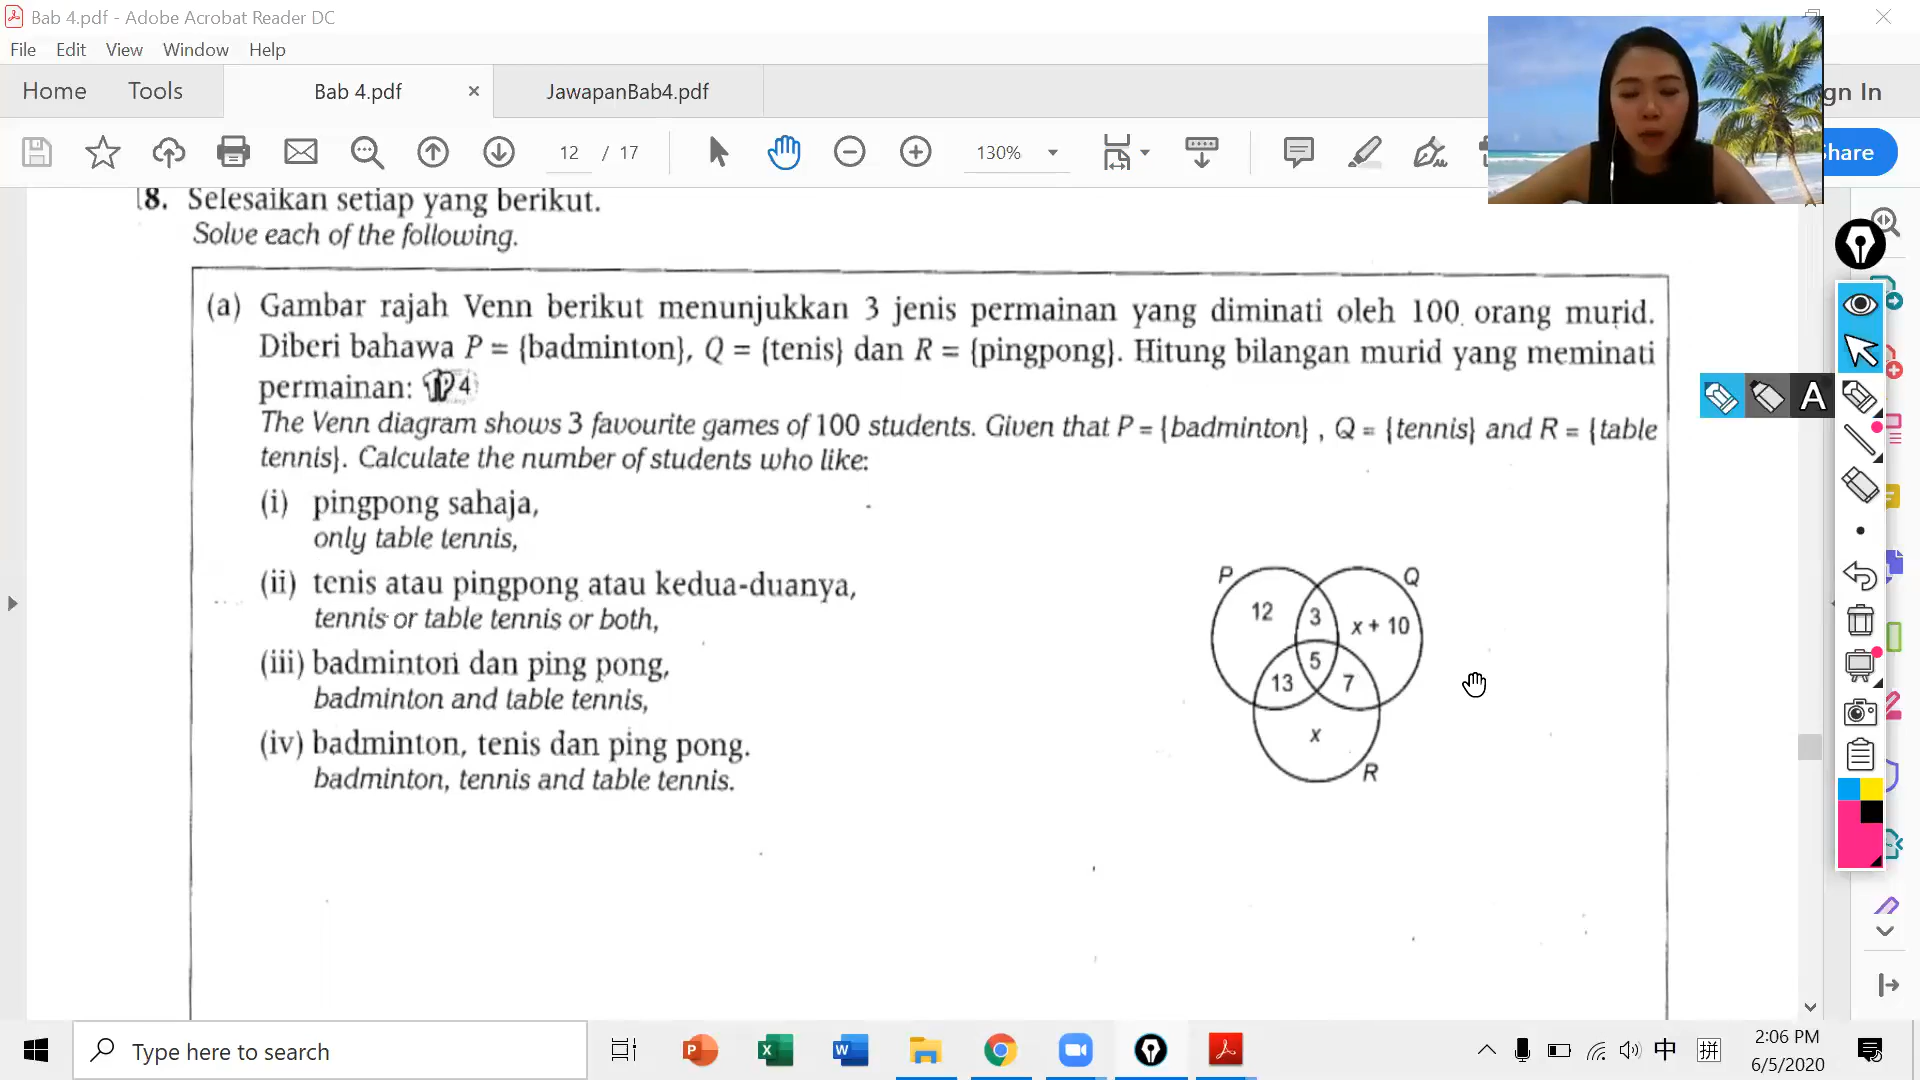 Bab 4.pdf - Adobe Acrobat Reader DC
File Edit View Window Help
Home Tools Bab 4.pdf × JawapanBab4.pdf gn In
12 / 17 130% hare
18. Selesaikan setiap yang berikut.
Solve each of the following.
(a) Gambar rajah Venn berikut menunjukkan 3 jenis permainan yang diminati oleh 100 orang murid.
Diberi bahawa P = {badminton}, Q = {tenis} dan R = {pingpong}. Hitung bilangan murid yang meminati
permainan: TP4
The Venn diagram shows 3 favourite games of 100 students. Given that P = {badminton} , Q = {tennis} and R = {table
tennis}. Calculate the number of students who like:
(i) pingpong sahaja,
only table tennis,
(ii) tenis atau pingpong atau kedua-duanya,
tennis or table tennis or both,
(iii) badminton dan ping pong,
badminton and table tennis,
(iv) badminton, tenis dan ping pong.
badminton, tennis and table tennis.
P Q
12 3 x + 10
5
13 7
x
R
A
Type here to search
中 拼
2:06 PM
6/5/2020